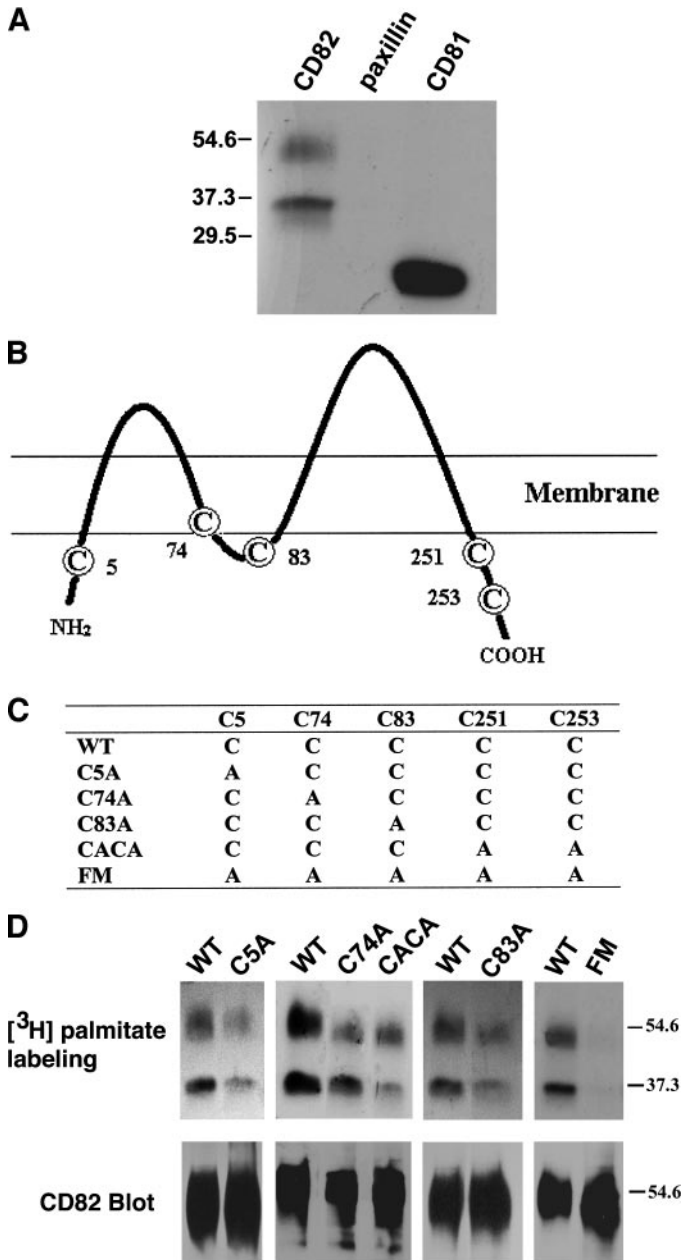 A
CD82 paxillin CD81
54.6
37.3
29.5
B
Membrane
C 5
74 C
C 83
251 C
253 C
NH₂
COOH
C
C5 C74 C83 C251 C253
WT C C C C C
C5A A C C C C
C74A C A C C C
C83A C C A C C
CACA C C C A A
FM A A A A A
D
WT C5A WT C74A CACA WT C83A WT FM
[³H] palmitate
labeling
54.6
37.3
CD82 Blot
54.6